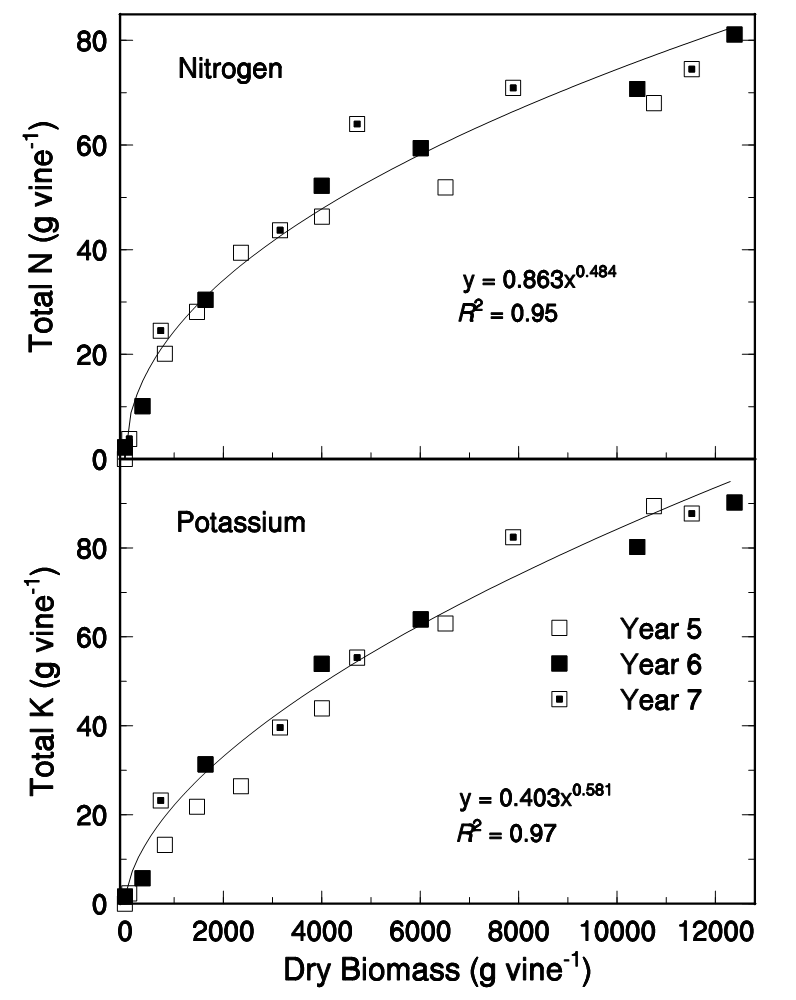 80
Nitrogen
60
Total N (g vine⁻¹)
40
y = 0.863x⁰·⁴⁸⁴
R² = 0.95
20
0
Potassium
80
Year 5
60
Year 6
Year 7
Total K (g vine⁻¹)
40
y = 0.403x⁰·⁵⁸¹
R² = 0.97
20
0
0 2000 4000 6000 8000 10000 12000
Dry Biomass (g vine⁻¹)